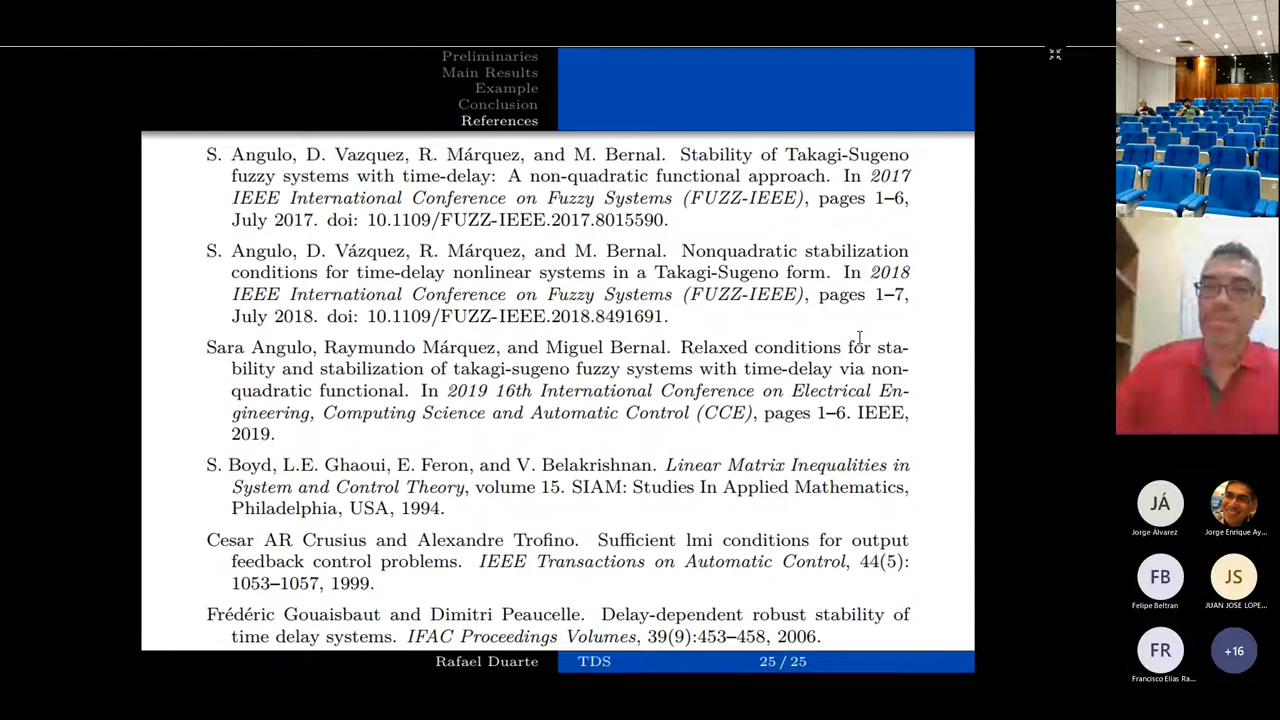 Preliminaries
Main Results
Example
Conclusion
References
S. Angulo, D. Vazquez, R. Márquez, and M. Bernal. Stability of Takagi-Sugeno
fuzzy systems with time-delay: A non-quadratic functional approach. In 2017
IEEE International Conference on Fuzzy Systems (FUZZ-IEEE), pages 1–6,
July 2017. doi: 10.1109/FUZZ-IEEE.2017.8015590.
S. Angulo, D. Vázquez, R. Márquez, and M. Bernal. Nonquadratic stabilization
conditions for time-delay nonlinear systems in a Takagi-Sugeno form. In 2018
IEEE International Conference on Fuzzy Systems (FUZZ-IEEE), pages 1–7,
July 2018. doi: 10.1109/FUZZ-IEEE.2018.8491691.
Sara Angulo, Raymundo Márquez, and Miguel Bernal. Relaxed conditions for sta-
bility and stabilization of takagi-sugeno fuzzy systems with time-delay via non-
quadratic functional. In 2019 16th International Conference on Electrical En-
gineering, Computing Science and Automatic Control (CCE), pages 1–6. IEEE,
2019.
S. Boyd, L.E. Ghaoui, E. Feron, and V. Belakrishnan. Linear Matrix Inequalities in
System and Control Theory, volume 15. SIAM: Studies In Applied Mathematics,
Philadelphia, USA, 1994.
Cesar AR Crusius and Alexandre Trofino. Sufficient lmi conditions for output
feedback control problems. IEEE Transactions on Automatic Control, 44(5):
1053–1057, 1999.
Frédéric Gouaisbaut and Dimitri Peaucelle. Delay-dependent robust stability of
time delay systems. IFAC Proceedings Volumes, 39(9):453–458, 2006.
Rafael Duarte TDS 25 / 25
JÁ
Jorge Álvarez
Jorge Enrique Ay...
FB
Felipe Beltran
JS
JUAN JOSE LOPE...
FR
Francisco Elias Ra...
+16